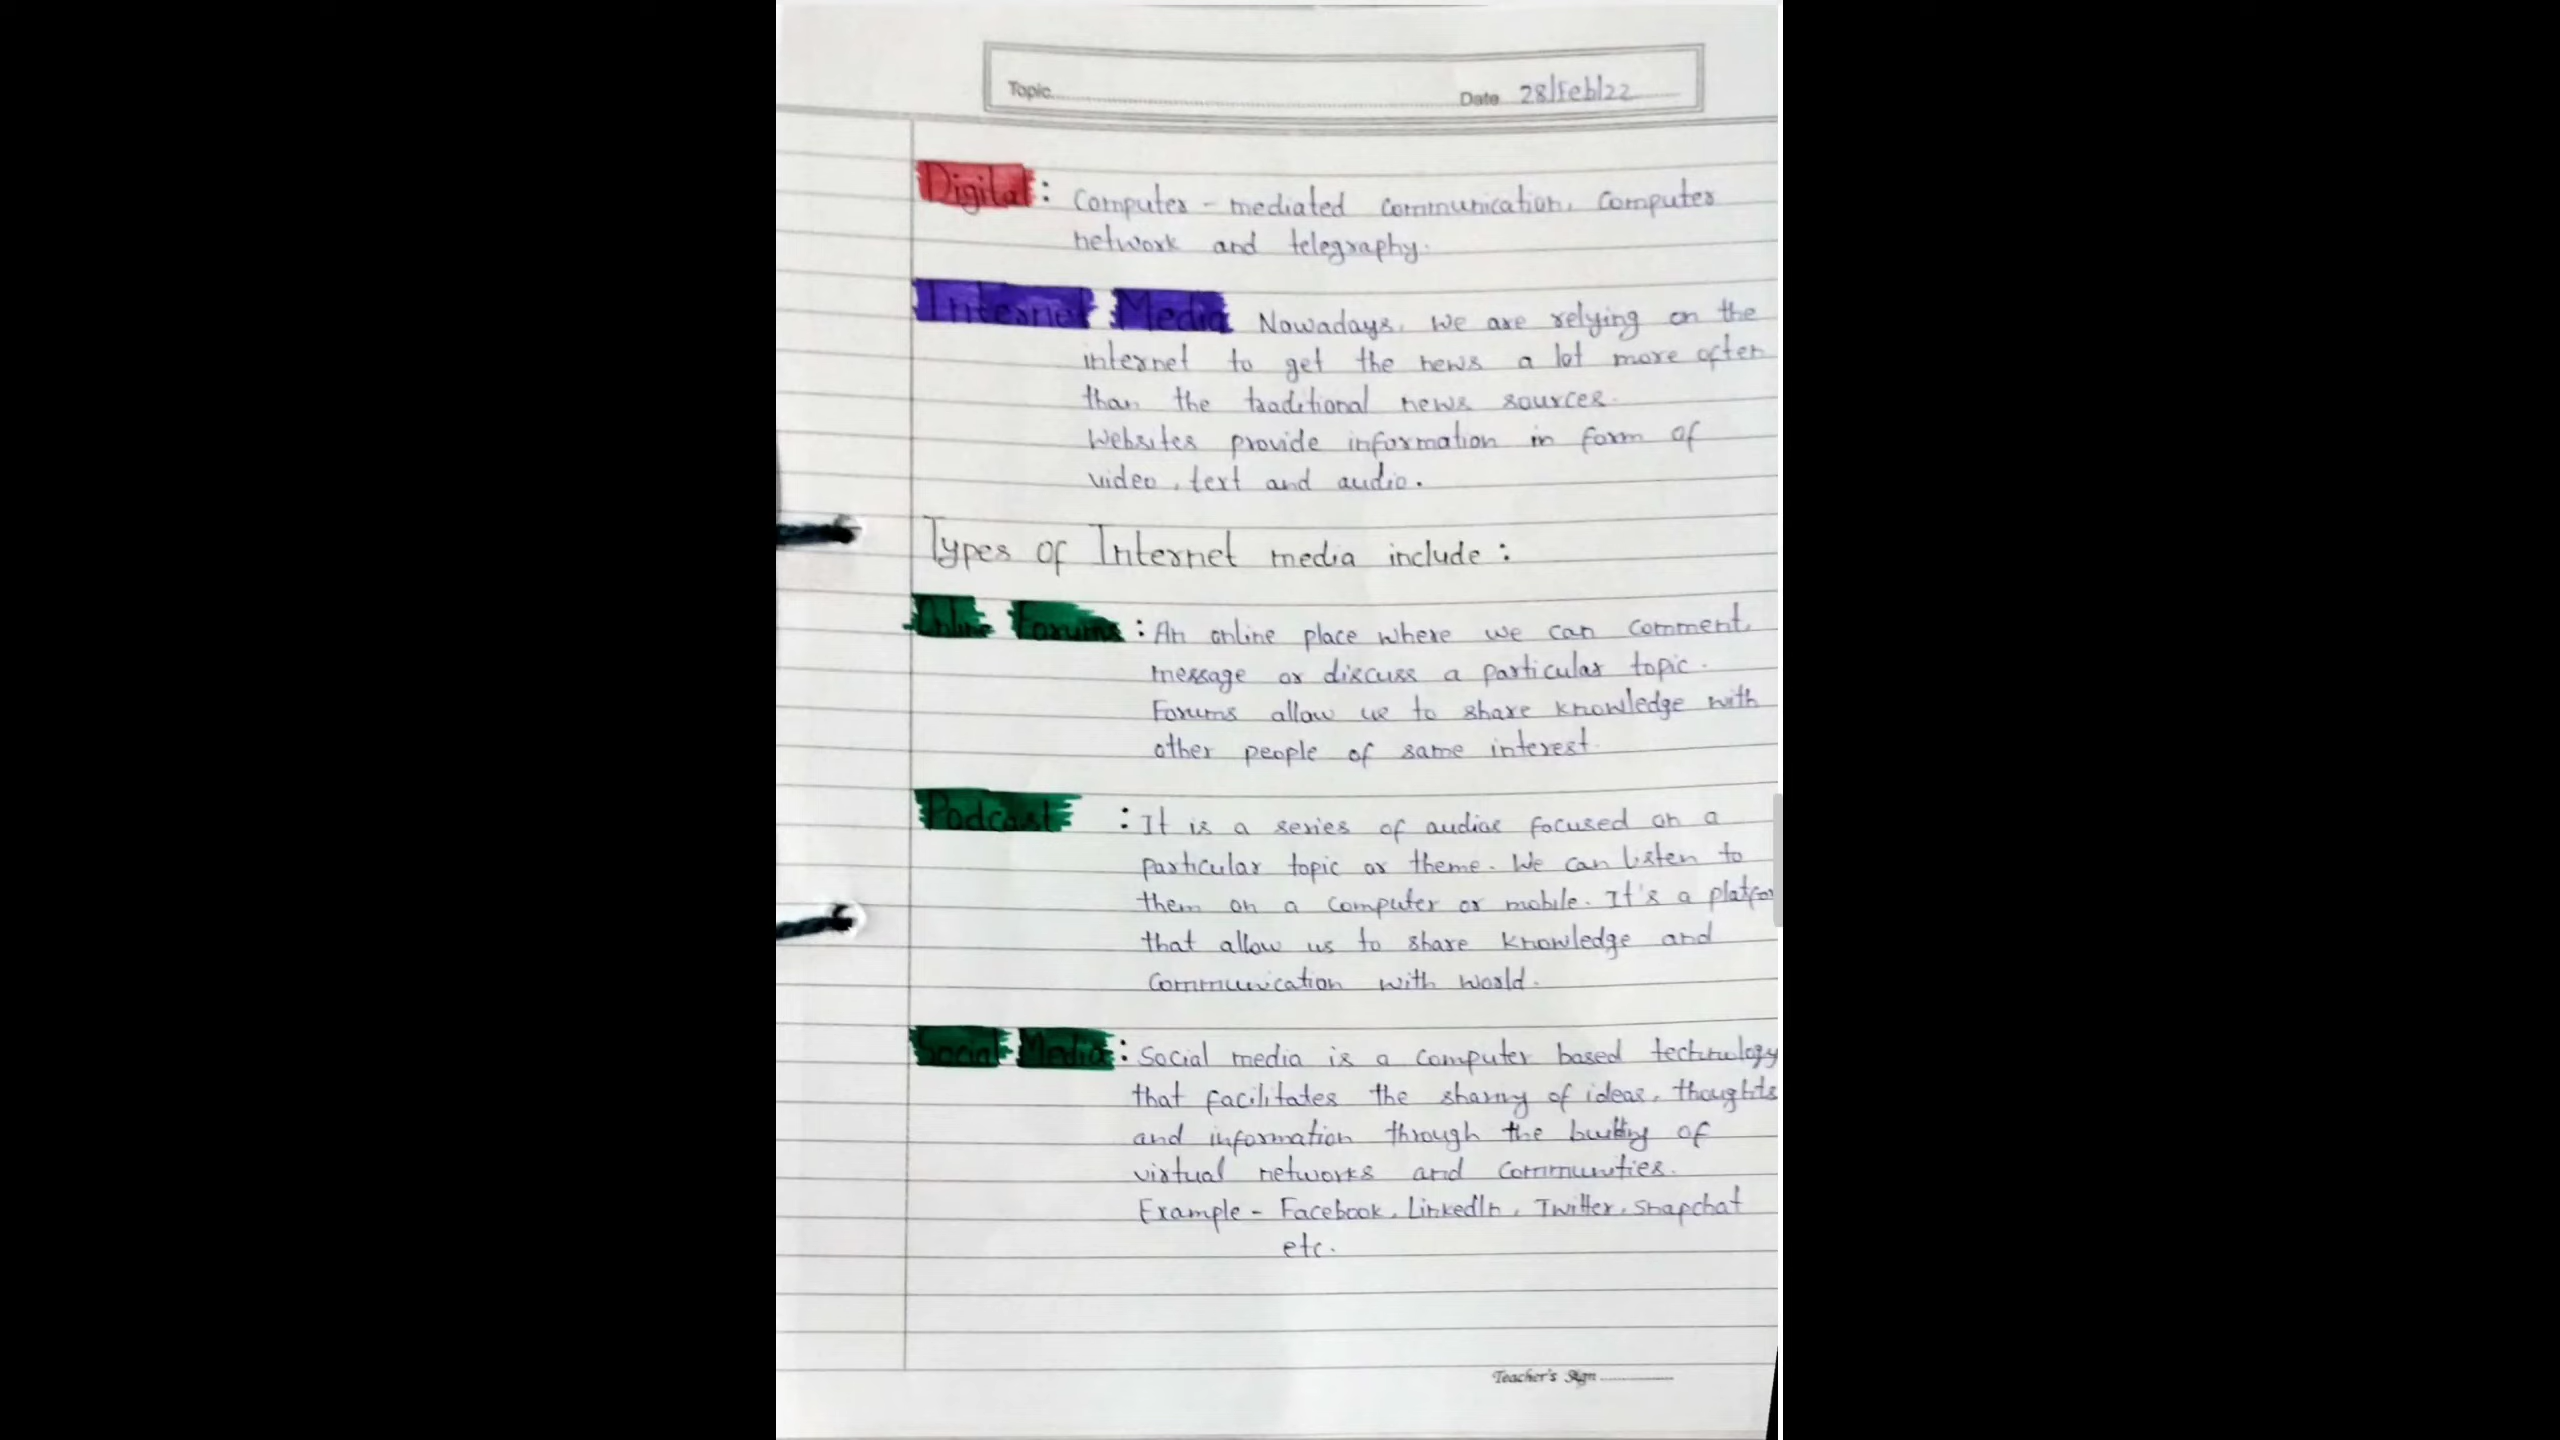 Topic Date 28/Feb/22
Digital: Computer - mediated communication, Computer
network and telegraphy.
Internet Media Nowadays, we are relying on the
internet to get the news a lot more often
than the traditional news sources.
Websites provide information in form of
video, text and audio.
Types of Internet media include:
Online Forums: An online place where we can comment,
message or discuss a particular topic.
Forums allow us to share knowledge with
other people of same interest.
Podcast : It is a series of audios focused on a
particular topic or theme. We can listen to
them on a computer or mobile. It's a platfor
that allow us to share knowledge and
communication with world.
Social Media: Social media is a computer based technology
that facilitates the sharing of ideas, thoughts
and information through the building of
virtual networks and communities.
Example - Facebook, LinkedIn, Twitter, Snapchat
etc.
Teacher's Sign